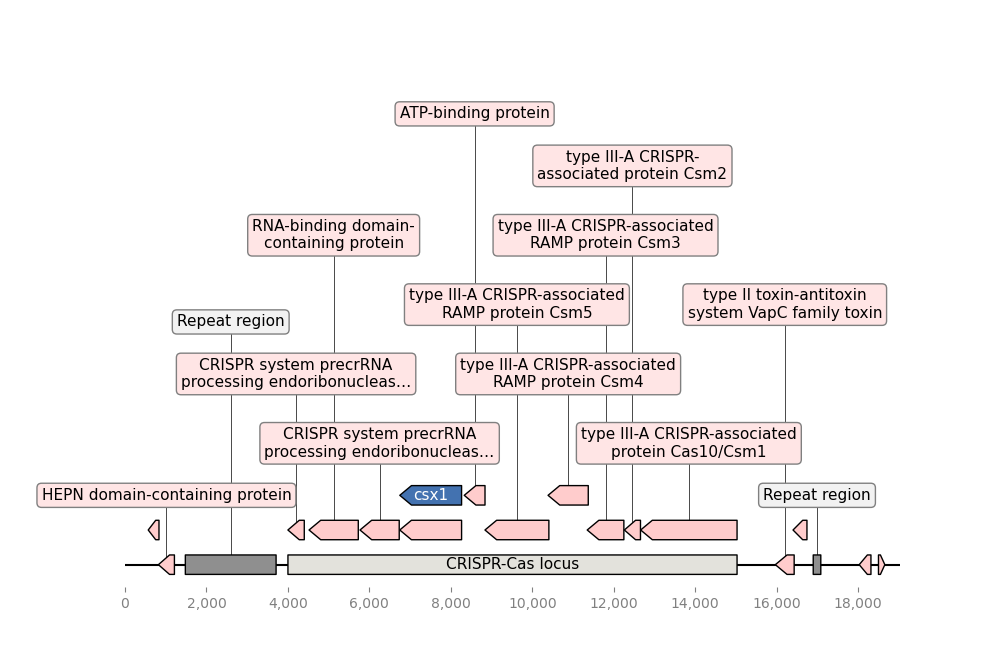 ATP-binding protein
type III-A CRISPR-
associated protein Csm2
RNA-binding domain-
containing protein
type III-A CRISPR-associated
RAMP protein Csm3
type III-A CRISPR-associated
RAMP protein Csm5
type II toxin-antitoxin
system VapC family toxin
Repeat region
CRISPR system precrRNA
processing endoribonucleas…
type III-A CRISPR-associated
RAMP protein Csm4
CRISPR system precrRNA
processing endoribonucleas…
type III-A CRISPR-associated
protein Cas10/Csm1
HEPN domain-containing protein
csx1
Repeat region
CRISPR-Cas locus
0 2,000 4,000 6,000 8,000 10,000 12,000 14,000 16,000 18,000